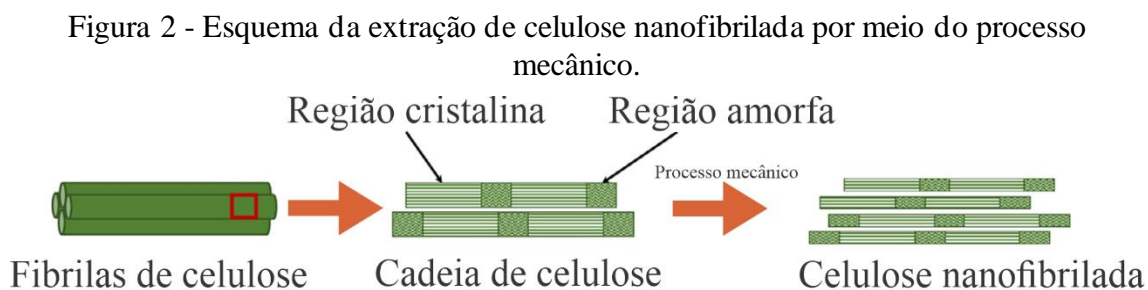 Figura 2 - Esquema da extração de celulose nanofibrilada por meio do processo
mecânico.
Região cristalina
Região amorfa
Processo mecânico
Fibrilas de celulose
Cadeia de celulose
Celulose nanofibrilada